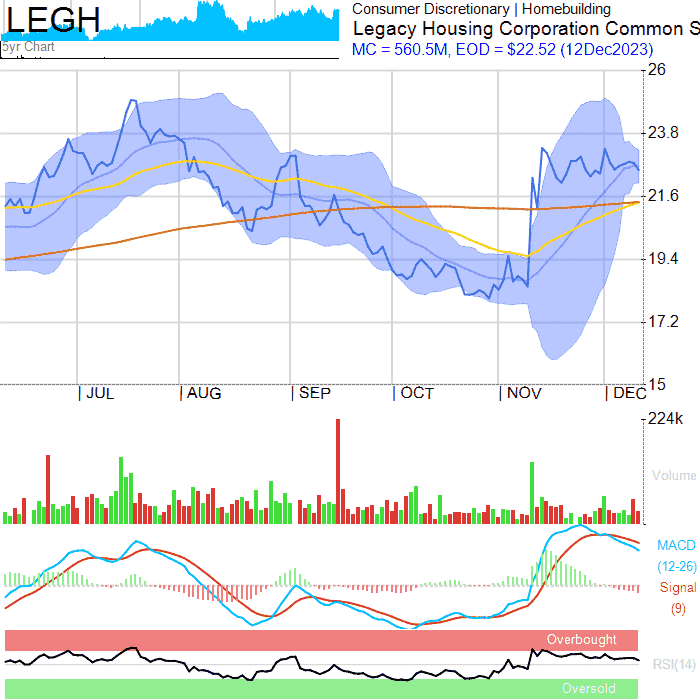 LEGH
5yr Chart
Consumer Discretionary | Homebuilding
Legacy Housing Corporation Common S
MC = 560.5M, EOD = $22.52 (12Dec2023)
26
23.8
21.6
19.4
17.2
15
JUL AUG SEP OCT NOV DEC
224k
Volume
MACD
(12-26)
Signal
(9)
Overbought
RSI(14)
Oversold